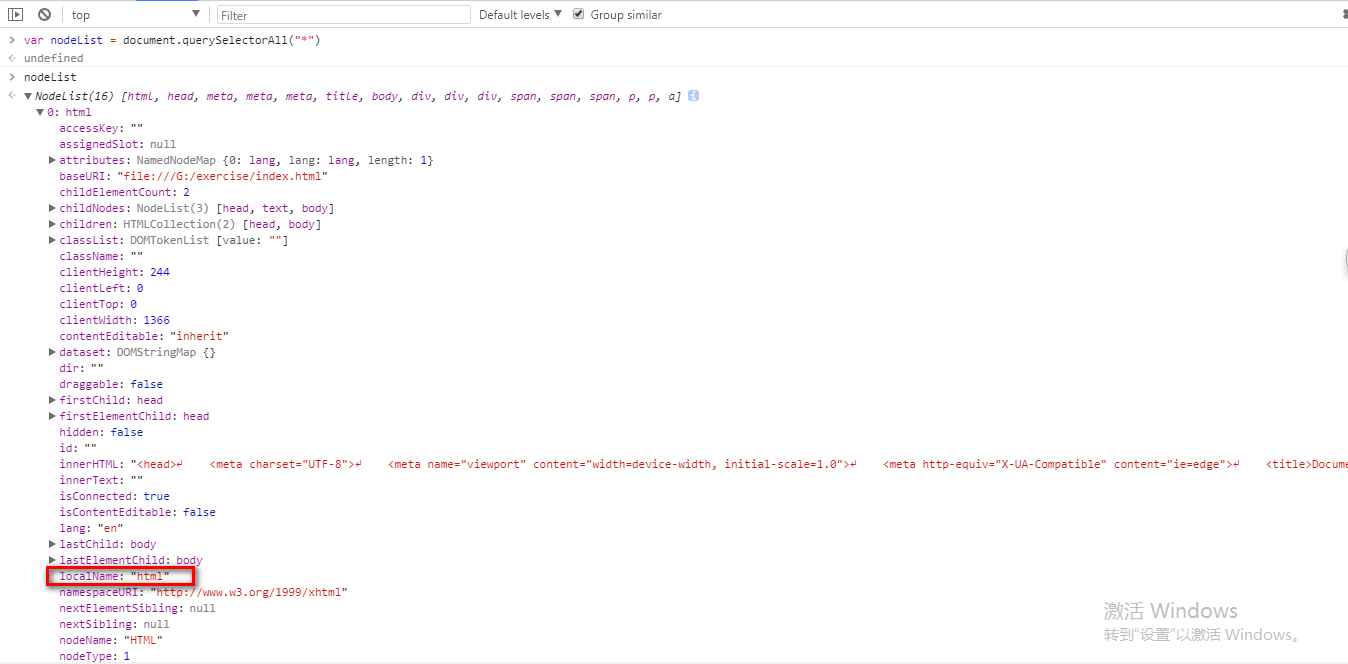 top Filter Default levels Group similar
var nodeList = document.querySelectorAll("*")
undefined
nodeList
NodeList(16) [html, head, meta, meta, meta, title, body, div, div, div, span, span, span, p, p, a]
0: html
accessKey: ""
assignedSlot: null
attributes: NamedNodeMap {0: lang, lang: lang, length: 1}
baseURI: "file:///G:/exercise/index.html"
childElementCount: 2
childNodes: NodeList(3) [head, text, body]
children: HTMLCollection(2) [head, body]
classList: DOMTokenList [value: ""]
className: ""
clientHeight: 244
clientLeft: 0
clientTop: 0
clientWidth: 1366
contentEditable: "inherit"
dataset: DOMStringMap {}
dir: ""
draggable: false
firstChild: head
firstElementChild: head
hidden: false
id: ""
innerHTML: "<head>↵    <meta charset="UTF-8">↵    <meta name="viewport" content="width=device-width, initial-scale=1.0">↵    <meta http-equiv="X-UA-Compatible" content="ie=edge">↵    <title>Docume
innerText: ""
isConnected: true
isContentEditable: false
lang: "en"
lastChild: body
lastElementChild: body
localName: "html"
namespaceURI: "http://www.w3.org/1999/xhtml"
nextElementSibling: null
nextSibling: null
nodeName: "HTML"
nodeType: 1
激活 Windows
转到"设置"以激活 Windows。